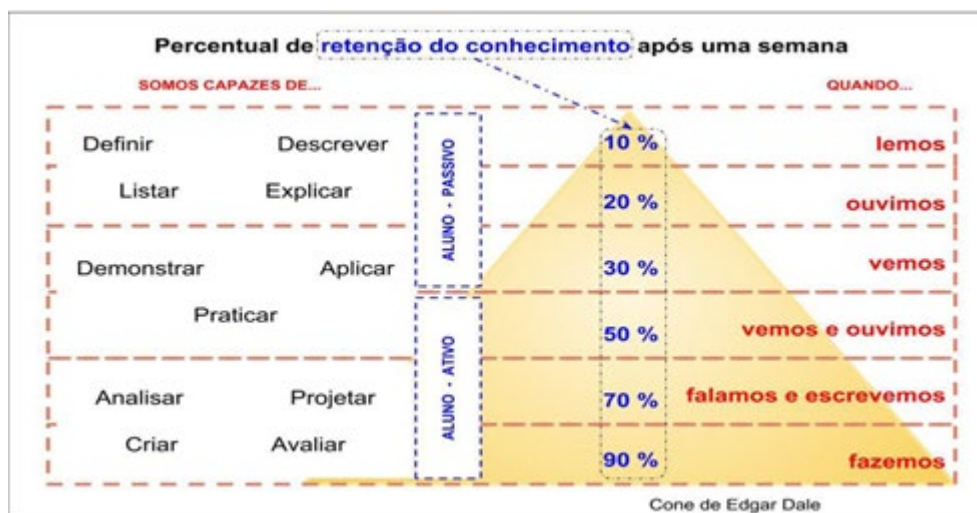 Percentual de retenção do conhecimento após uma semana
SOMOS CAPAZES DE... QUANDO...
Definir Descrever
Listar Explicar
Demonstrar Aplicar
Praticar
Analisar Projetar
Criar Avaliar
ALUNO - PASSIVO
ALUNO - ATIVO
10 % lemos
20 % ouvimos
30 % vemos
50 % vemos e ouvimos
70 % falamos e escrevemos
90 % fazemos
Cone de Edgar Dale